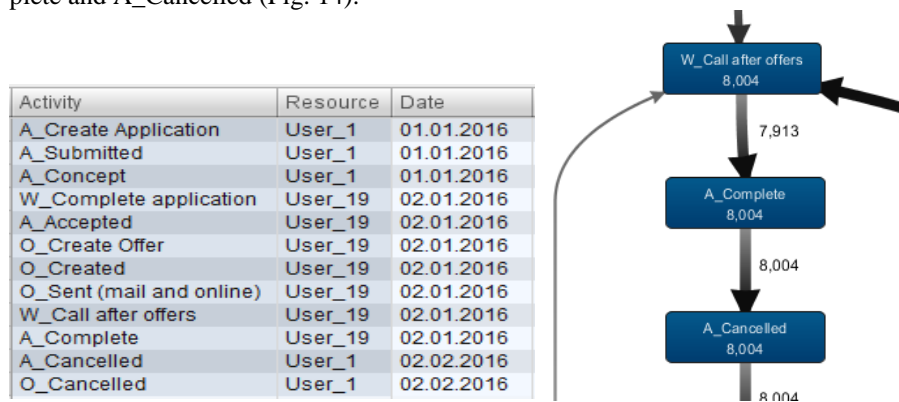 plete and A_Cancelled (Fig. 14).
Activity Resource Date
A_Create Application User_1 01.01.2016
A_Submitted User_1 01.01.2016
A_Concept User_1 01.01.2016
W_Complete application User_19 02.01.2016
A_Accepted User_19 02.01.2016
O_Create Offer User_19 02.01.2016
O_Created User_19 02.01.2016
O_Sent (mail and online) User_19 02.01.2016
W_Call after offers User_19 02.01.2016
A_Complete User_19 02.01.2016
A_Cancelled User_1 02.02.2016
O_Cancelled User_1 02.02.2016
W_Call after offers
8,004
7,913
A_Complete
8,004
8,004
A_Cancelled
8,004
8,004